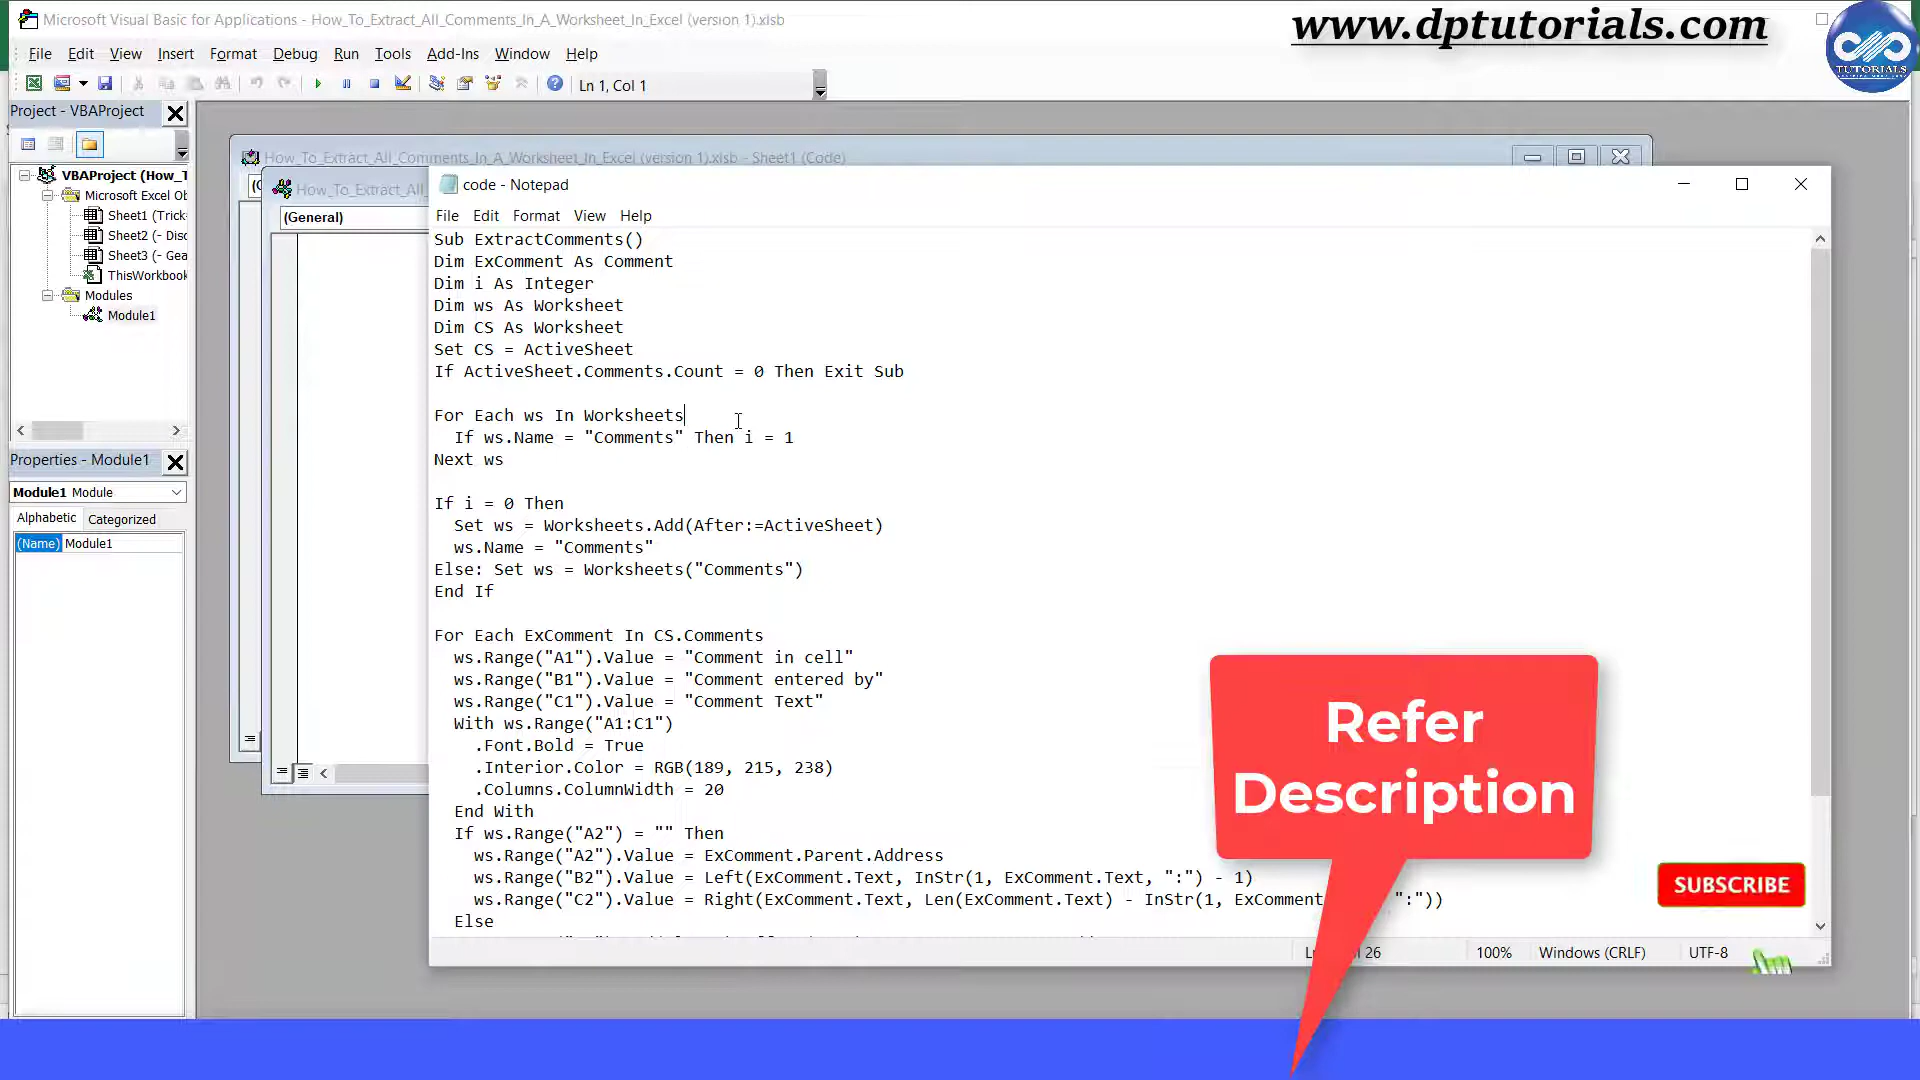 Microsoft Visual Basic for Applications - How_To_Extract_All_Comments_In_A_Worksheet_In_Excel (version 1).xlsb
www.dptutorials.com
TUTORIALS
File Edit View Insert Format Debug Run Tools Add-Ins Window Help
Ln 1, Col 1
Project - VBAProject
VBAProject (How_T
Microsoft Excel Ob
Sheet1 (Trick-
Sheet2 (- Disc
Sheet3 (- Gea
ThisWorkbook
Modules
Module1
Properties - Module1
Module1 Module
Alphabetic Categorized
(Name) Module1
How_To_Extract_All_Comments_In_A_Worksheet_In_Excel (version 1).xlsb - Sheet1 (Code)
How_To_Extract_All_
(General)
code - Notepad
File Edit Format View Help
Sub ExtractComments()
Dim ExComment As Comment
Dim i As Integer
Dim ws As Worksheet
Dim CS As Worksheet
Set CS = ActiveSheet
If ActiveSheet.Comments.Count = 0 Then Exit Sub
For Each ws In Worksheets
If ws.Name = "Comments" Then i = 1
Next ws
If i = 0 Then
Set ws = Worksheets.Add(After:=ActiveSheet)
ws.Name = "Comments"
Else: Set ws = Worksheets("Comments")
End If
For Each ExComment In CS.Comments
ws.Range("A1").Value = "Comment in cell"
ws.Range("B1").Value = "Comment entered by"
ws.Range("C1").Value = "Comment Text"
With ws.Range("A1:C1")
.Font.Bold = True
.Interior.Color = RGB(189, 215, 238)
.Columns.ColumnWidth = 20
End With
If ws.Range("A2") = "" Then
ws.Range("A2").Value = ExComment.Parent.Address
ws.Range("B2").Value = Left(ExComment.Text, InStr(1, ExComment.Text, ":") - 1)
ws.Range("C2").Value = Right(ExComment.Text, Len(ExComment.Text) - InStr(1, ExComment ":"))
Else
26 100% Windows (CRLF) UTF-8
Refer
Description
SUBSCRIBE